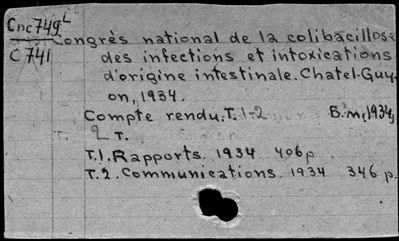 Cnc749L
C741
Congrès national de la colibacillose
des infections et intoxications
d'origine intestinale. Chatel-Guy-
on, 1934.
Compte rendu. T. 1-2 B.m, 1934,
2 T.
T.1. Rapports. 1934 406 p
T.2. Communications. 1934 346 p.